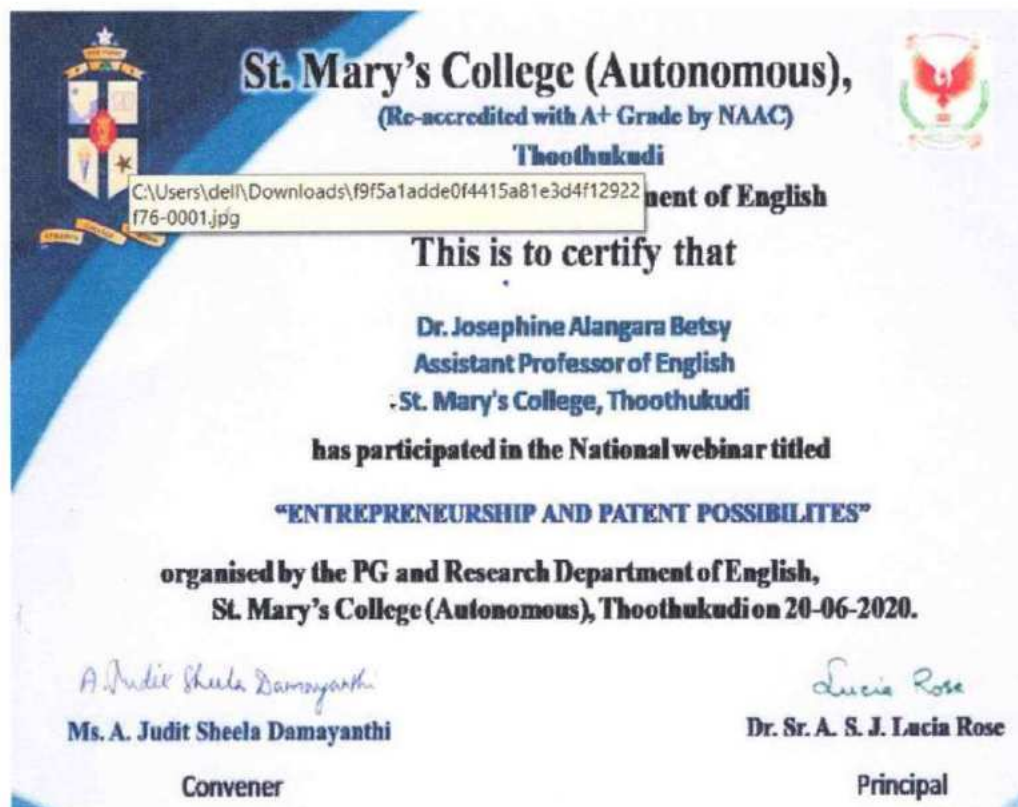 St. Mary's College (Autonomous),
(Re-accredited with A+ Grade by NAAC)
Thoothukudi
C:\Users\dell\Downloads\f9f5a1adde0f4415a81e3d4f12922
f76-0001.jpg
nent of English
This is to certify that
Dr. Josephine Alangara Betsy
Assistant Professor of English
St. Mary's College, Thoothukudi
has participated in the National webinar titled
“ENTREPRENEURSHIP AND PATENT POSSIBILITES”
organised by the PG and Research Department of English,
St. Mary's College (Autonomous), Thoothukudi on 20-06-2020.
A. Judit Sheela Damayanthi
Lucia Rose
Ms. A. Judit Sheela Damayanthi
Dr. Sr. A. S. J. Lucia Rose
Convener
Principal